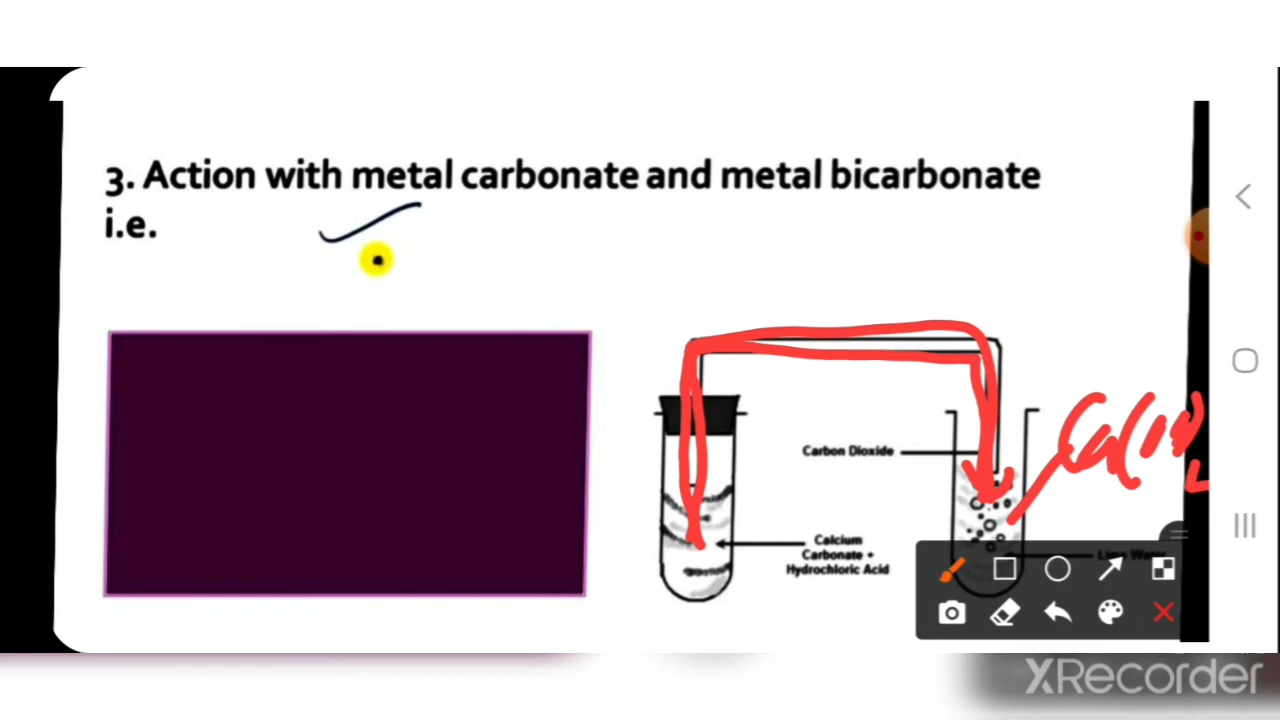 3. Action with metal carbonate and metal bicarbonate
i.e.
Carbon Dioxide
Calcium
Carbonate +
Hydrochloric Acid
XRecorder